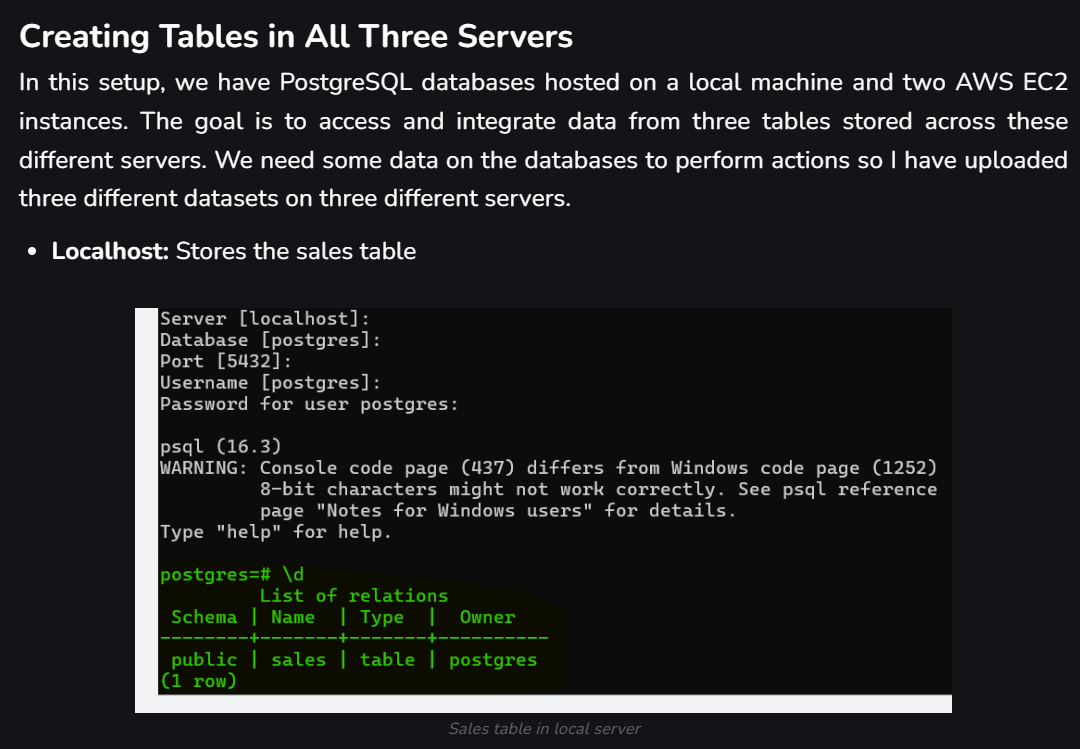 Creating Tables in All Three Servers
In this setup, we have PostgreSQL databases hosted on a local machine and two AWS EC2
instances. The goal is to access and integrate data from three tables stored across these
different servers. We need some data on the databases to perform actions so I have uploaded
three different datasets on three different servers.
• Localhost: Stores the sales table
Server [localhost]:
Database [postgres]:
Port [5432]:
Username [postgres]:
Password for user postgres:
psql (16.3)
WARNING: Console code page (437) differs from Windows code page (1252)
         8-bit characters might not work correctly. See psql reference
         page "Notes for Windows users" for details.
Type "help" for help.
postgres=# \d
         List of relations
 Schema | Name  | Type  |  Owner
--------+-------+-------+----------
 public | sales | table | postgres
(1 row)
Sales table in local server